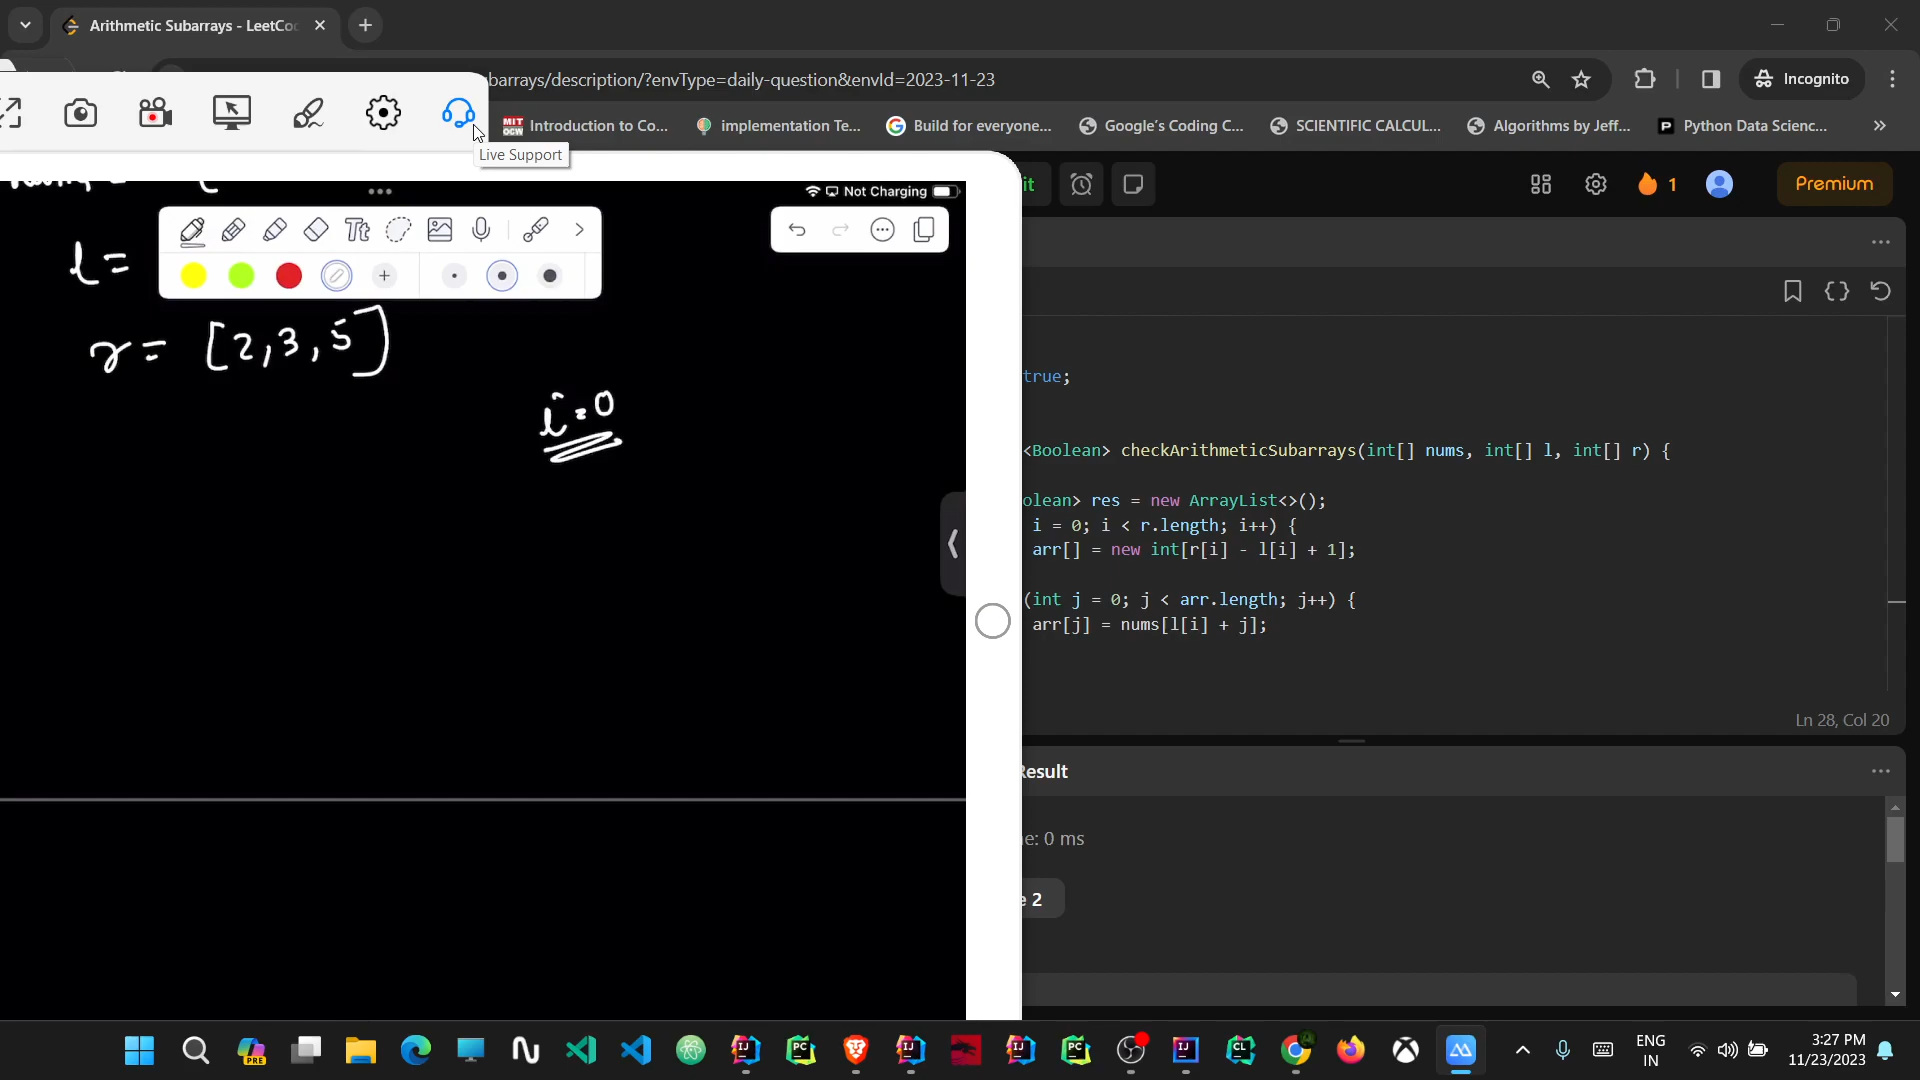 Arithmetic Subarrays - LeetCo
barrays/description/?envType=daily-question&envId=2023-11-23
Incognito
Introduction to Co...
implementation Te...
Build for everyone...
Google's Coding C...
SCIENTIFIC CALCUL...
Algorithms by Jeff...
Python Data Scienc...
Live Support
Not Charging
it
1
Premium
Tt
l =
r = [2,3,5]
i=0
true;
<Boolean> checkArithmeticSubarrays(int[] nums, int[] l, int[] r) {
olean> res = new ArrayList<>();
i = 0; i < r.length; i++) {
arr[] = new int[r[i] - l[i] + 1];
(int j = 0; j < arr.length; j++) {
arr[j] = nums[l[i] + j];
Ln 28, Col 20
Result
e: 0 ms
e 2
ENG
IN
3:27 PM
11/23/2023